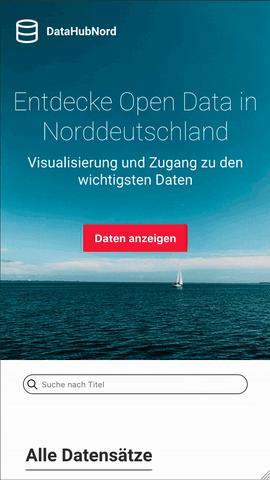 DataHubNord
Entdecke Open Data in
Norddeutschland
Visualisierung und Zugang zu den
wichtigsten Daten
Daten anzeigen
Suche nach Titel
Alle Datensätze